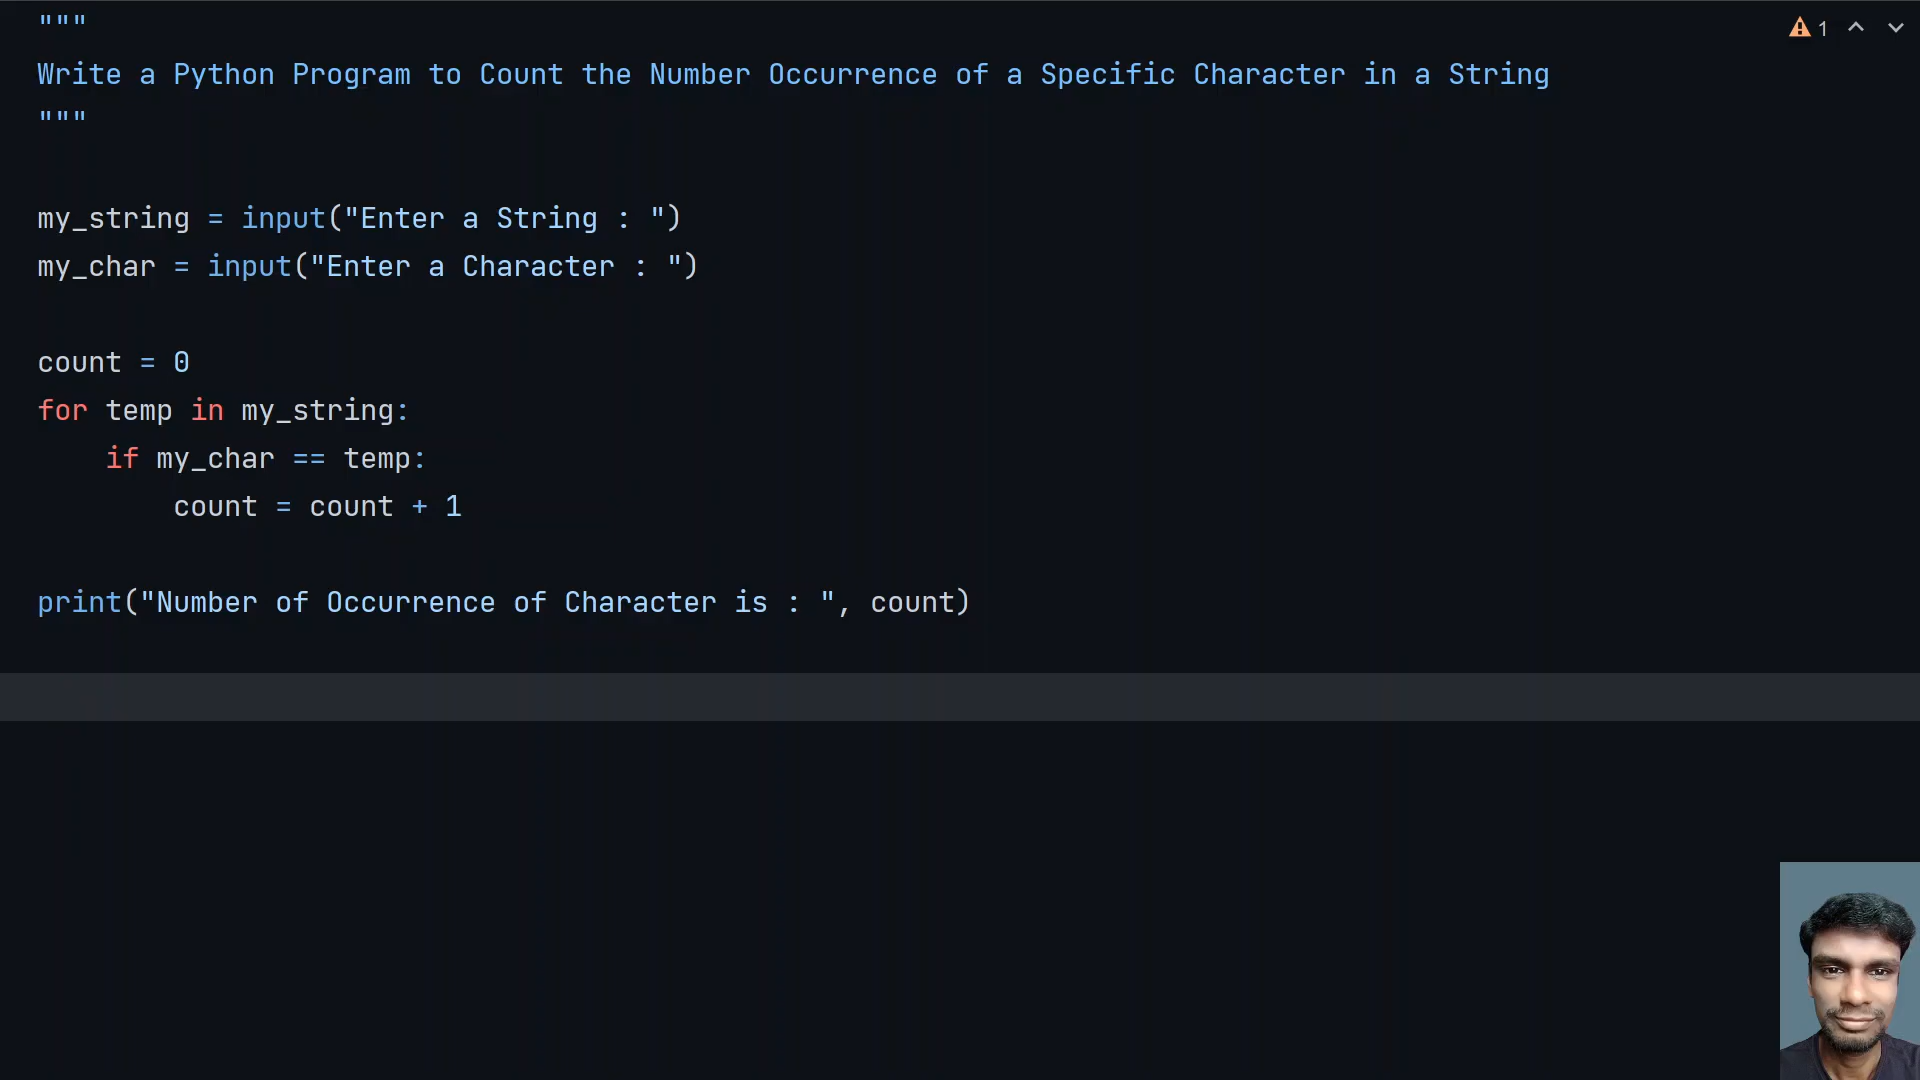 """
Write a Python Program to Count the Number Occurrence of a Specific Character in a String
"""
my_string = input("Enter a String : ")
my_char = input("Enter a Character : ")
count = 0
for temp in my_string:
    if my_char == temp:
        count = count + 1
print("Number of Occurrence of Character is : ", count)
1